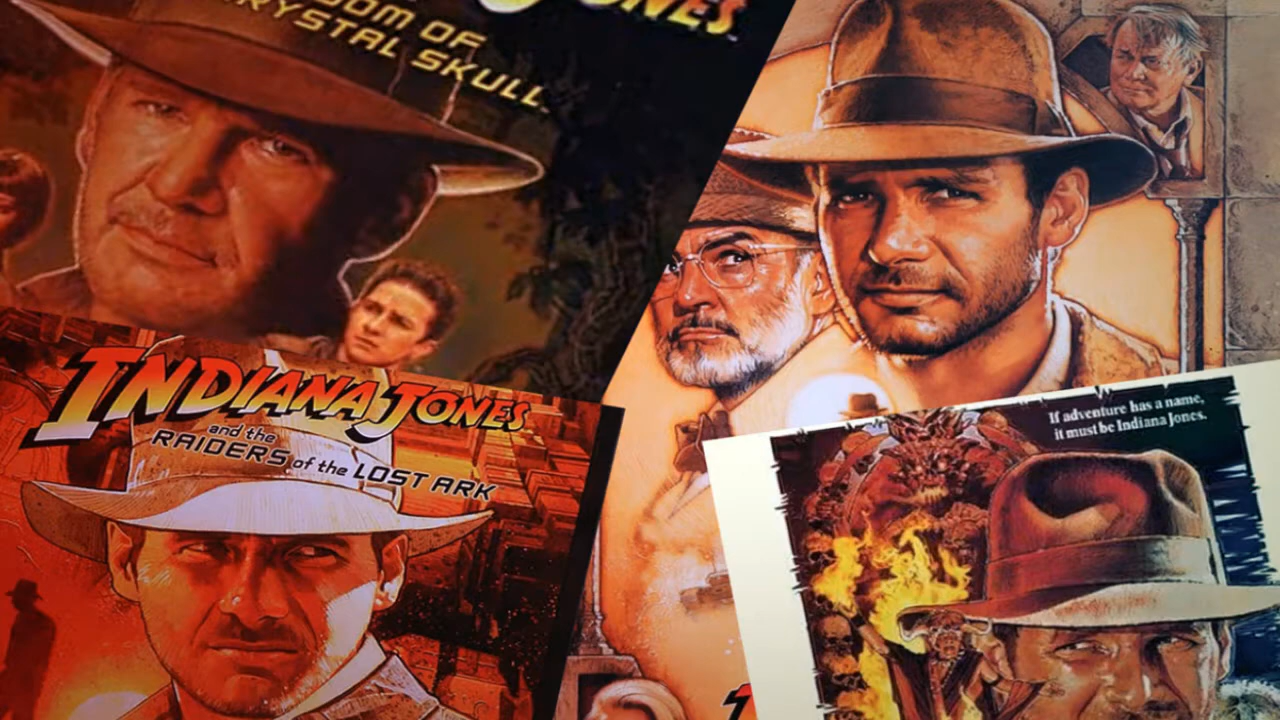 JONES
DOM OF
CRYSTAL SKULL
INDIANA JONES
and the
RAIDERS of the LOST ARK
If adventure has a name,
it must be Indiana Jones.